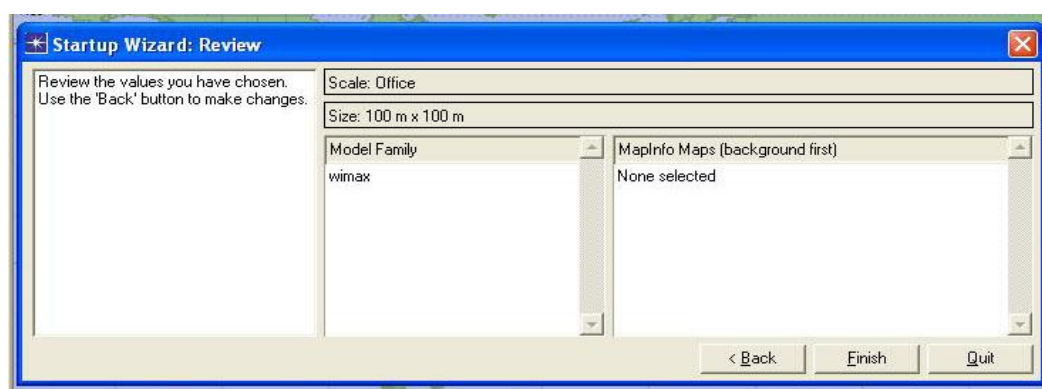 Startup Wizard: Review
Review the values you have chosen.
Use the 'Back' button to make changes.
Scale: Office
Size: 100 m x 100 m
Model Family
wimax
MapInfo Maps (background first)
None selected
< Back
Finish
Quit